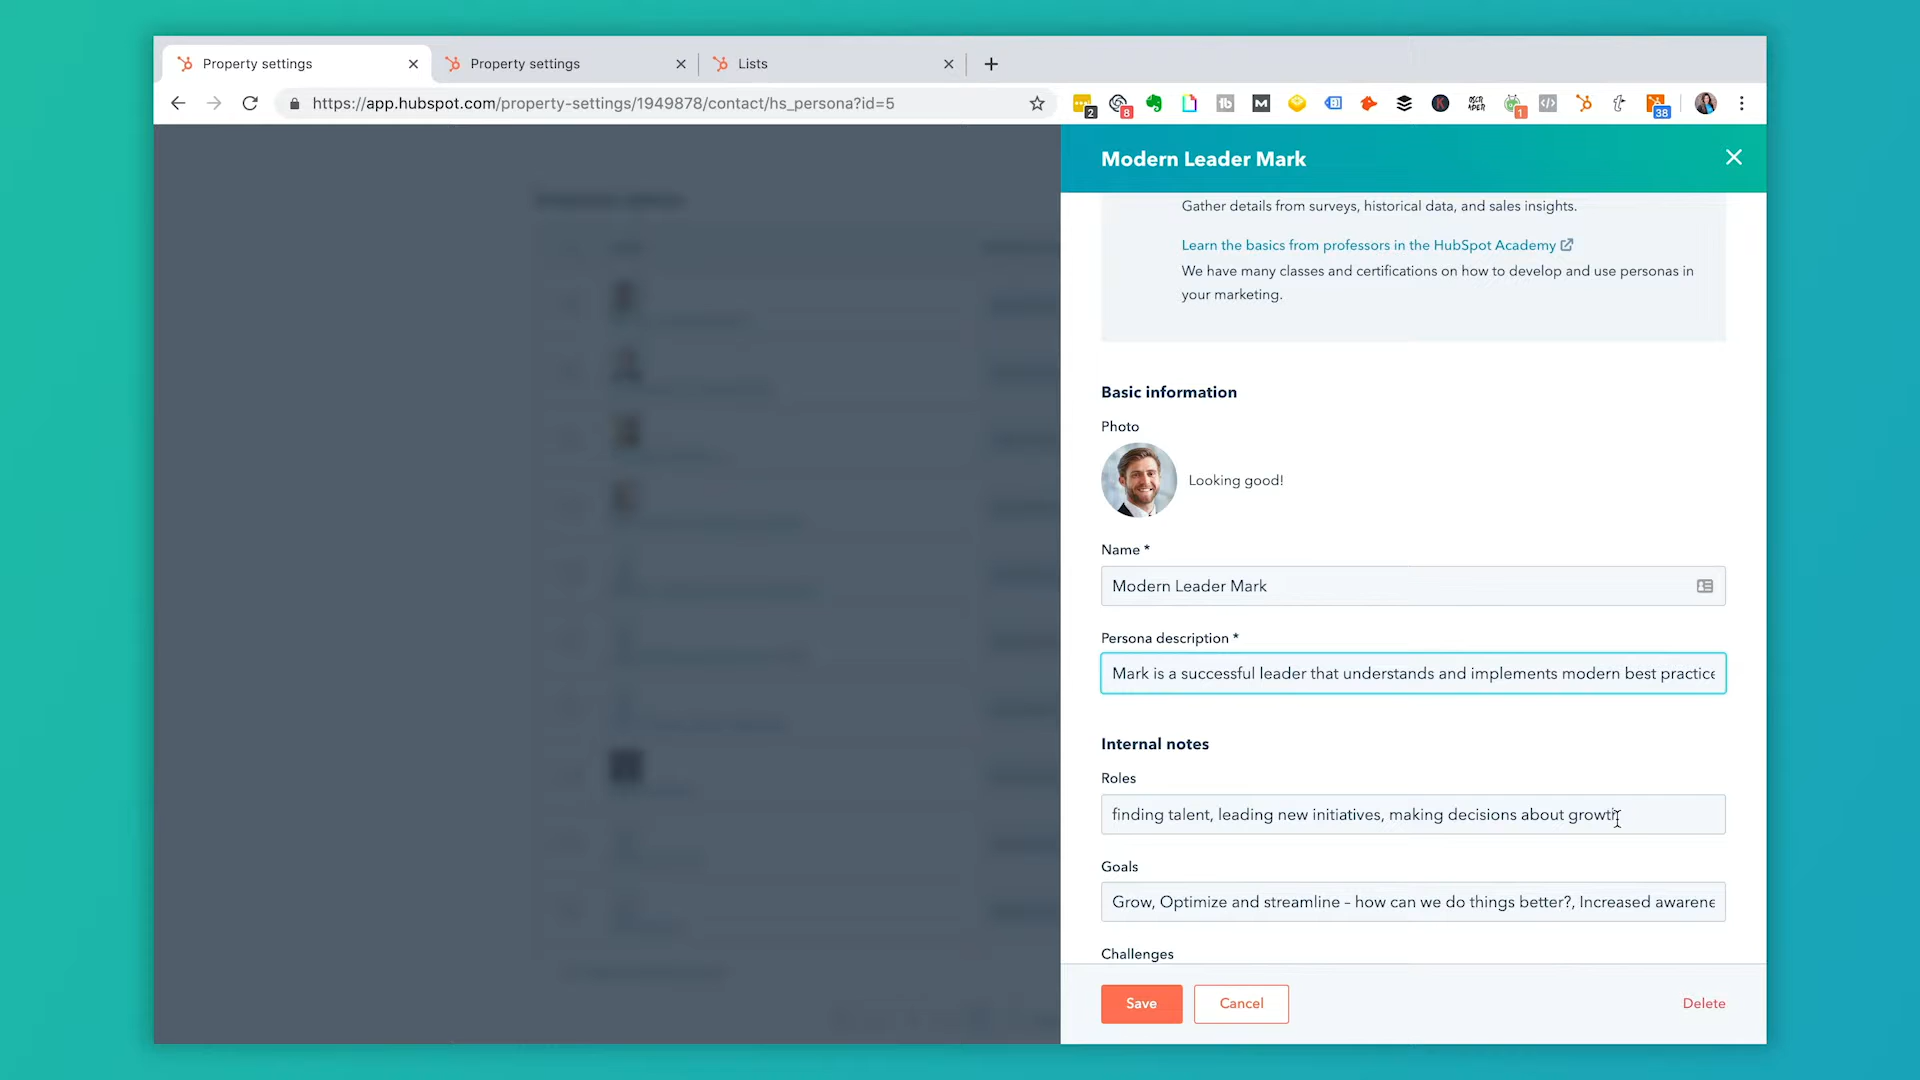 Property settings
Property settings
Lists
https://app.hubspot.com/property-settings/1949878/contact/hs_persona?id=5
2
8
1
38
Modern Leader Mark
Gather details from surveys, historical data, and sales insights.
Learn the basics from professors in the HubSpot Academy
We have many classes and certifications on how to develop and use personas in
your marketing.
Basic information
Photo
Looking good!
Name *
Modern Leader Mark
Persona description *
Mark is a successful leader that understands and implements modern best practice
Internal notes
Roles
finding talent, leading new initiatives, making decisions about growth
Goals
Grow, Optimize and streamline – how can we do things better?, Increased awarene
Challenges
Save
Cancel
Delete